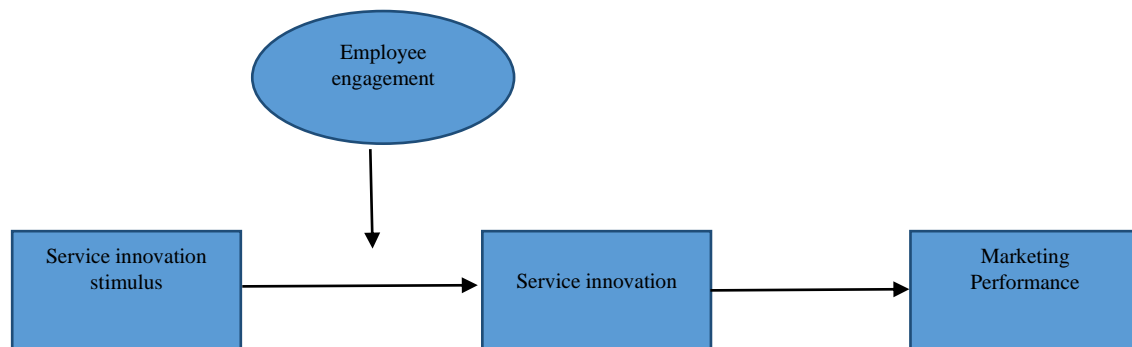 Employee
engagement
Service innovation
stimulus
Service innovation
Marketing
Performance